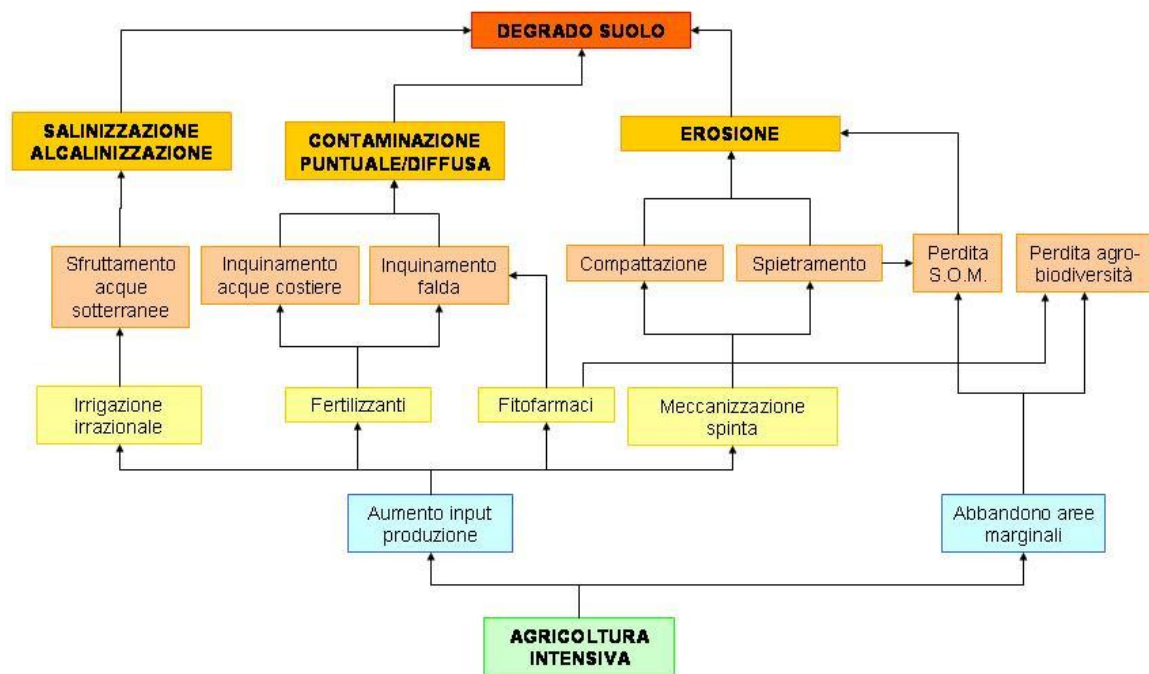 DEGRADO SUOLO
SALINIZZAZIONE
ALCALINIZZAZIONE
CONTAMINAZIONE
PUNTUALE/DIFFUSA
EROSIONE
Sfruttamento
acque
sotterranee
Inquinamento
acque costiere
Inquinamento
falda
Compattazione
Spietramento
Perdita
S.O.M.
Perdita agro-
biodiversità
Irrigazione
irrazionale
Fertilizzanti
Fitofarmaci
Meccanizzazione
spinta
Aumento input
produzione
Abbandono aree
marginali
AGRICOLTURA
INTENSIVA